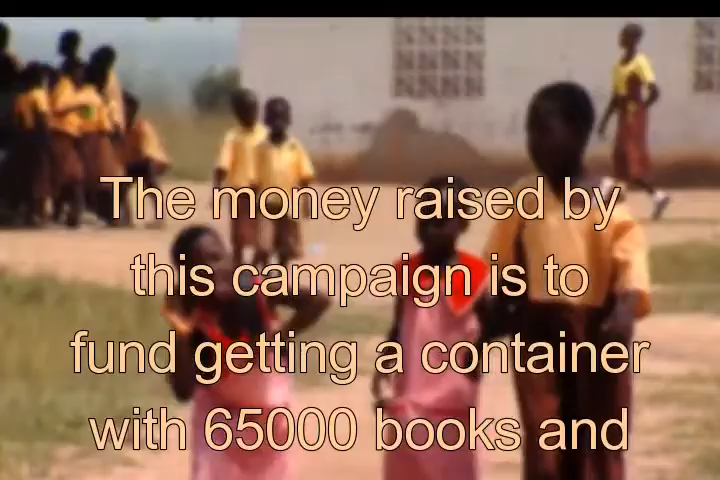 The money raised by
this campaign is to
fund getting a container
with 65000 books and